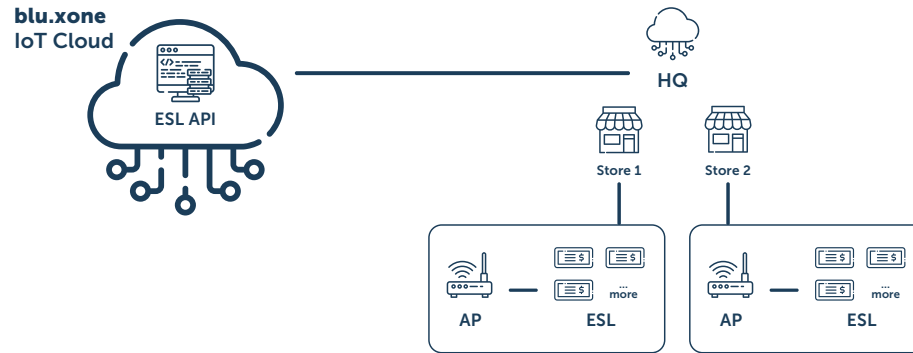 blu.xone
IoT Cloud
ESL API
HQ
Store 1
Store 2
...
more
AP
ESL
...
more
AP
ESL